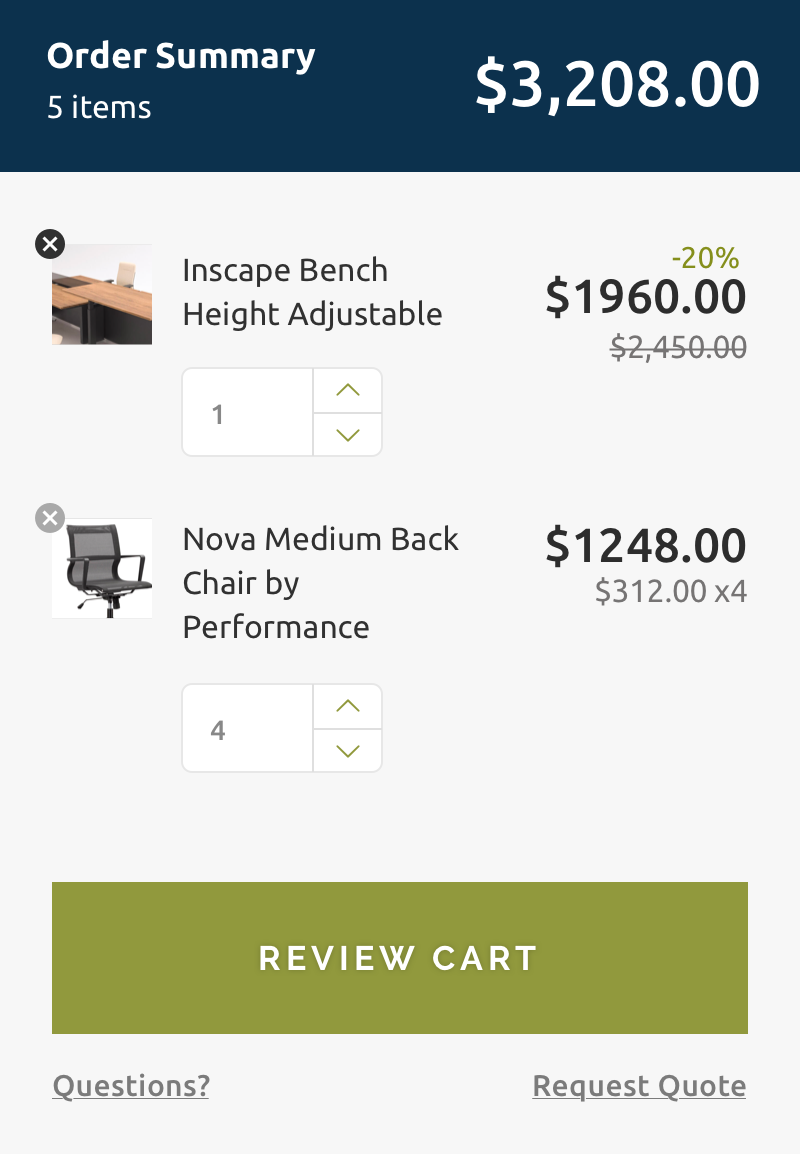 Order Summary
5 items
$3,208.00
Inscape Bench
Height Adjustable
-20%
$1960.00
$2,450.00
1
Nova Medium Back
Chair by
Performance
$1248.00
$312.00 x4
4
REVIEW CART
Questions?
Request Quote